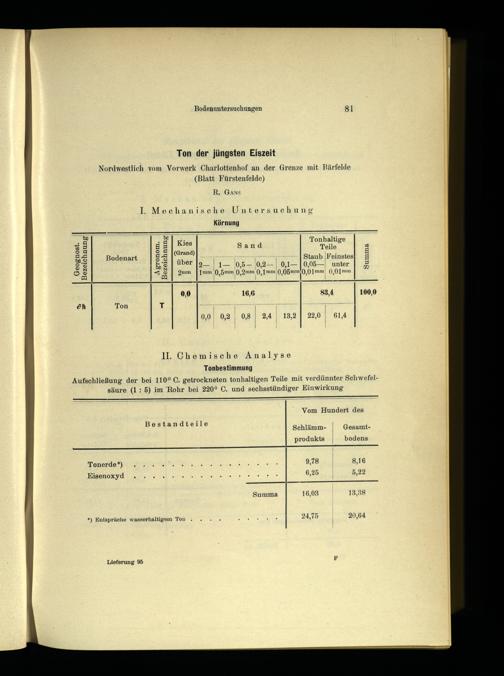 Bodenuntersuchungen 81
Ton der jüngsten Eiszeit
Nordwestlich vom Vorwerk Charlottenhof an der Grenze mit Bärfelde
(Blatt Fürstenfelde)
R. Gans
I. Mechanische Untersuchung
Körnung
Geognost. Bezeichnung
Bodenart
Agronom. Bezeichnung
Kies (Grand) über 2mm
Sand
2—1mm
1—0,5mm
0,5—0,2mm
0,2—0,1mm
0,1—0,05mm
Tonhaltige Teile
Staub 0,05—0,01mm
Feinstes unter 0,01mm
Summa
Ton T 0,0 16,6 83,4 100,0
0,0 0,2 0,8 2,4 13,2 22,0 61,4
II. Chemische Analyse
Tonbestimmung
Aufschließung der bei 110° C. getrockneten tonhaltigen Teile mit verdünnter Schwefel-
säure (1 : 5) im Rohr bei 220° C. und sechsstündiger Einwirkung
Bestandteile
Vom Hundert des
Schlämm-produkts
Gesamt-bodens
Tonerde*) . . . . . . . . . . . . . . . . 9,78 8,16
Eisenoxyd . . . . . . . . . . . . . . . . 6,25 5,22
Summa 16,03 13,38
*) Entspräche wasserhaltigem Ton . . . . . . . . . 24,75 20,64
Lieferung 95 F